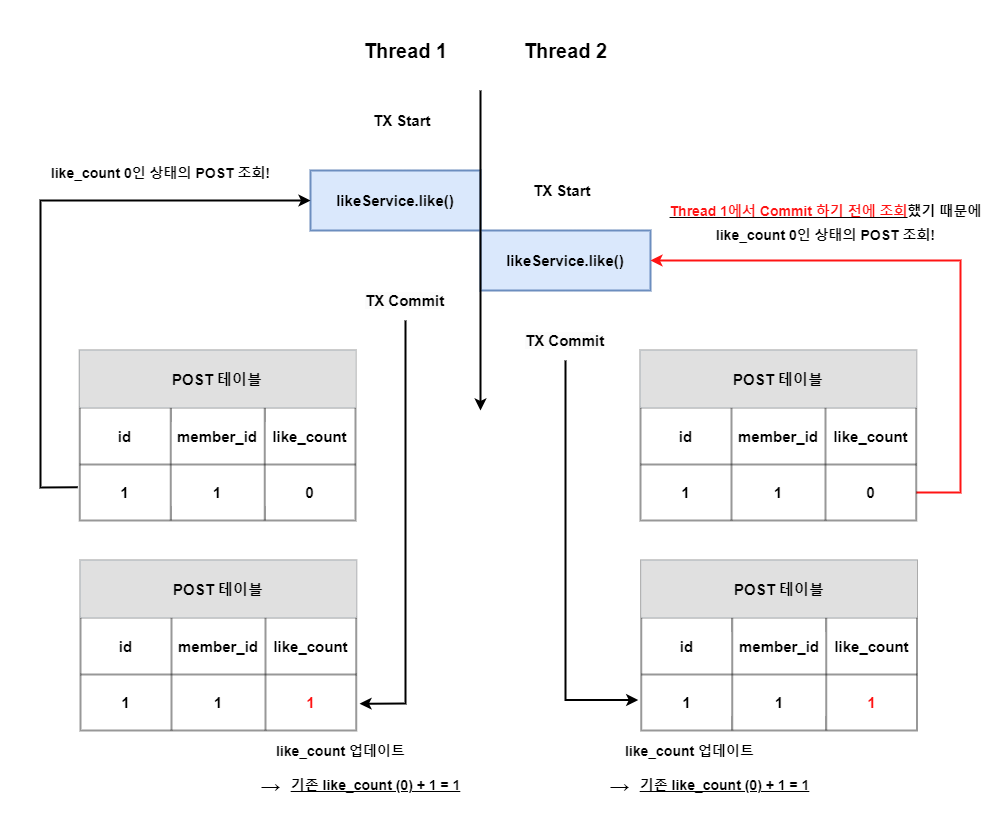 Thread 1
Thread 2
TX Start
like_count 0인 상태의 POST 조회!
likeService.like()
TX Start
Thread 1에서 Commit 하기 전에 조회했기 때문에
like_count 0인 상태의 POST 조회!
likeService.like()
TX Commit
TX Commit
POST 테이블
id member_id like_count
1 1 0
POST 테이블
id member_id like_count
1 1 0
POST 테이블
id member_id like_count
1 1 1
like_count 업데이트
→ 기존 like_count (0) + 1 = 1
POST 테이블
id member_id like_count
1 1 1
like_count 업데이트
→ 기존 like_count (0) + 1 = 1